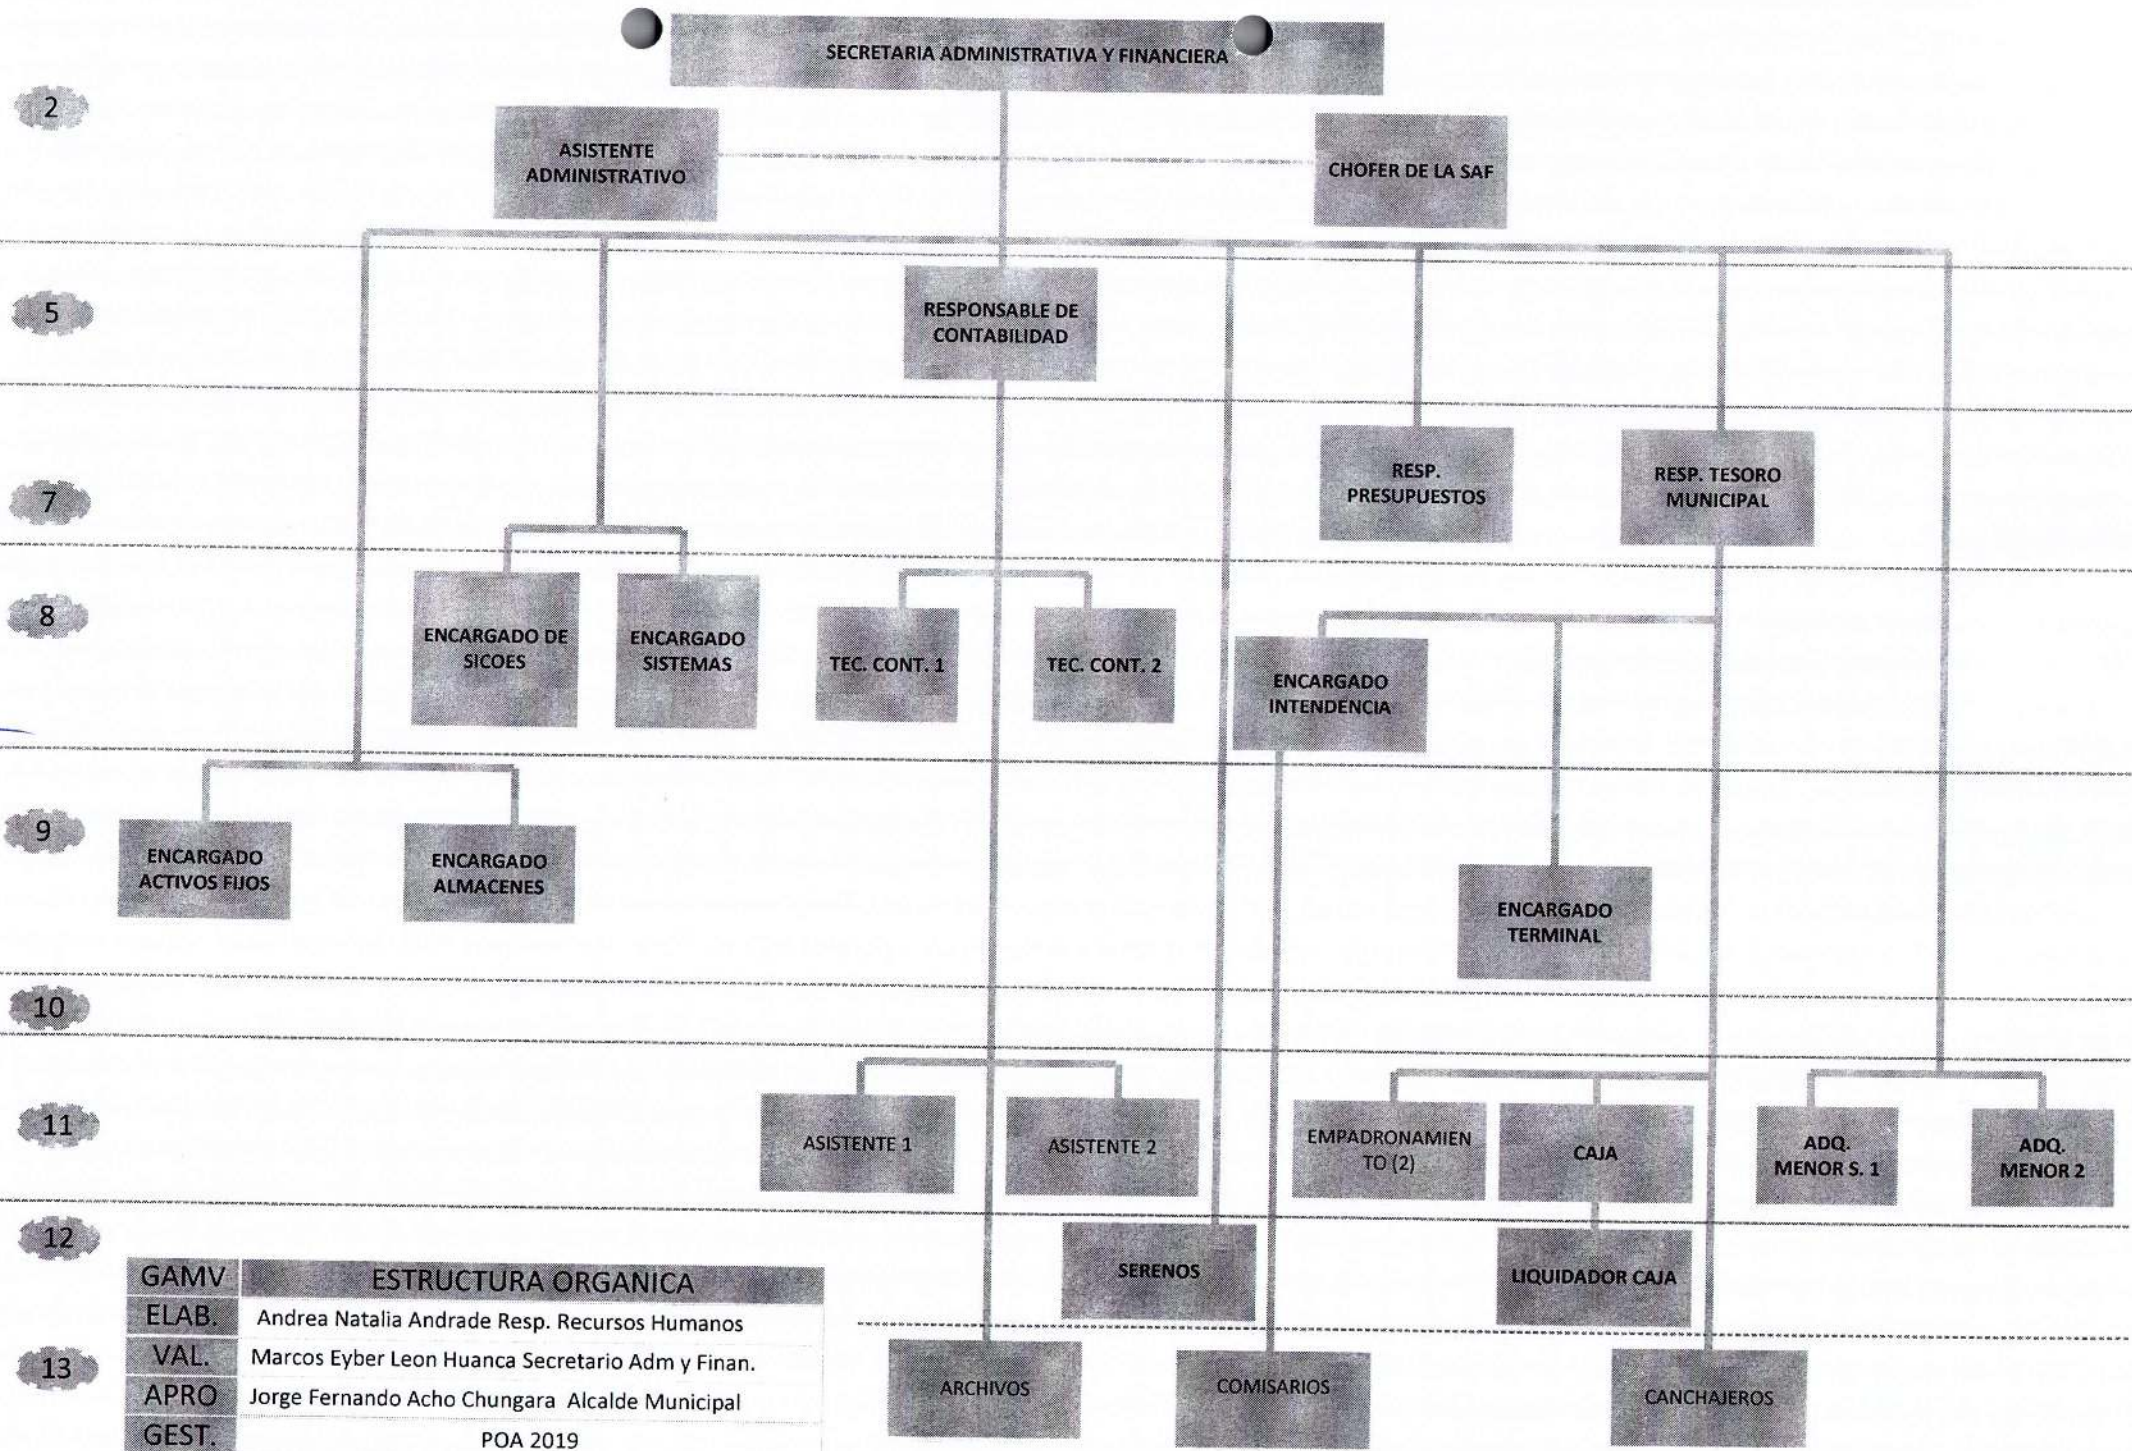 SECRETARIA ADMINISTRATIVA Y FINANCIERA
2
ASISTENTE
ADMINISTRATIVO
CHOFER DE LA SAF
5
RESPONSABLE DE
CONTABILIDAD
7
RESP.
PRESUPUESTOS
RESP. TESORO
MUNICIPAL
8
ENCARGADO DE
SICOES
ENCARGADO
SISTEMAS
TEC. CONT. 1
TEC. CONT. 2
ENCARGADO
INTENDENCIA
9
ENCARGADO
ACTIVOS FIJOS
ENCARGADO
ALMACENES
ENCARGADO
TERMINAL
10
11
ASISTENTE 1
ASISTENTE 2
EMPADRONAMIEN
TO (2)
CAJA
ADQ.
MENOR S. 1
ADQ.
MENOR 2
12
SERENOS
LIQUIDADOR CAJA
13
ARCHIVOS
COMISARIOS
CANCHAJEROS
GAMV ESTRUCTURA ORGANICA
ELAB. Andrea Natalia Andrade Resp. Recursos Humanos
VAL. Marcos Eyber Leon Huanca Secretario Adm y Finan.
APRO Jorge Fernando Acho Chungara Alcalde Municipal
GEST. POA 2019